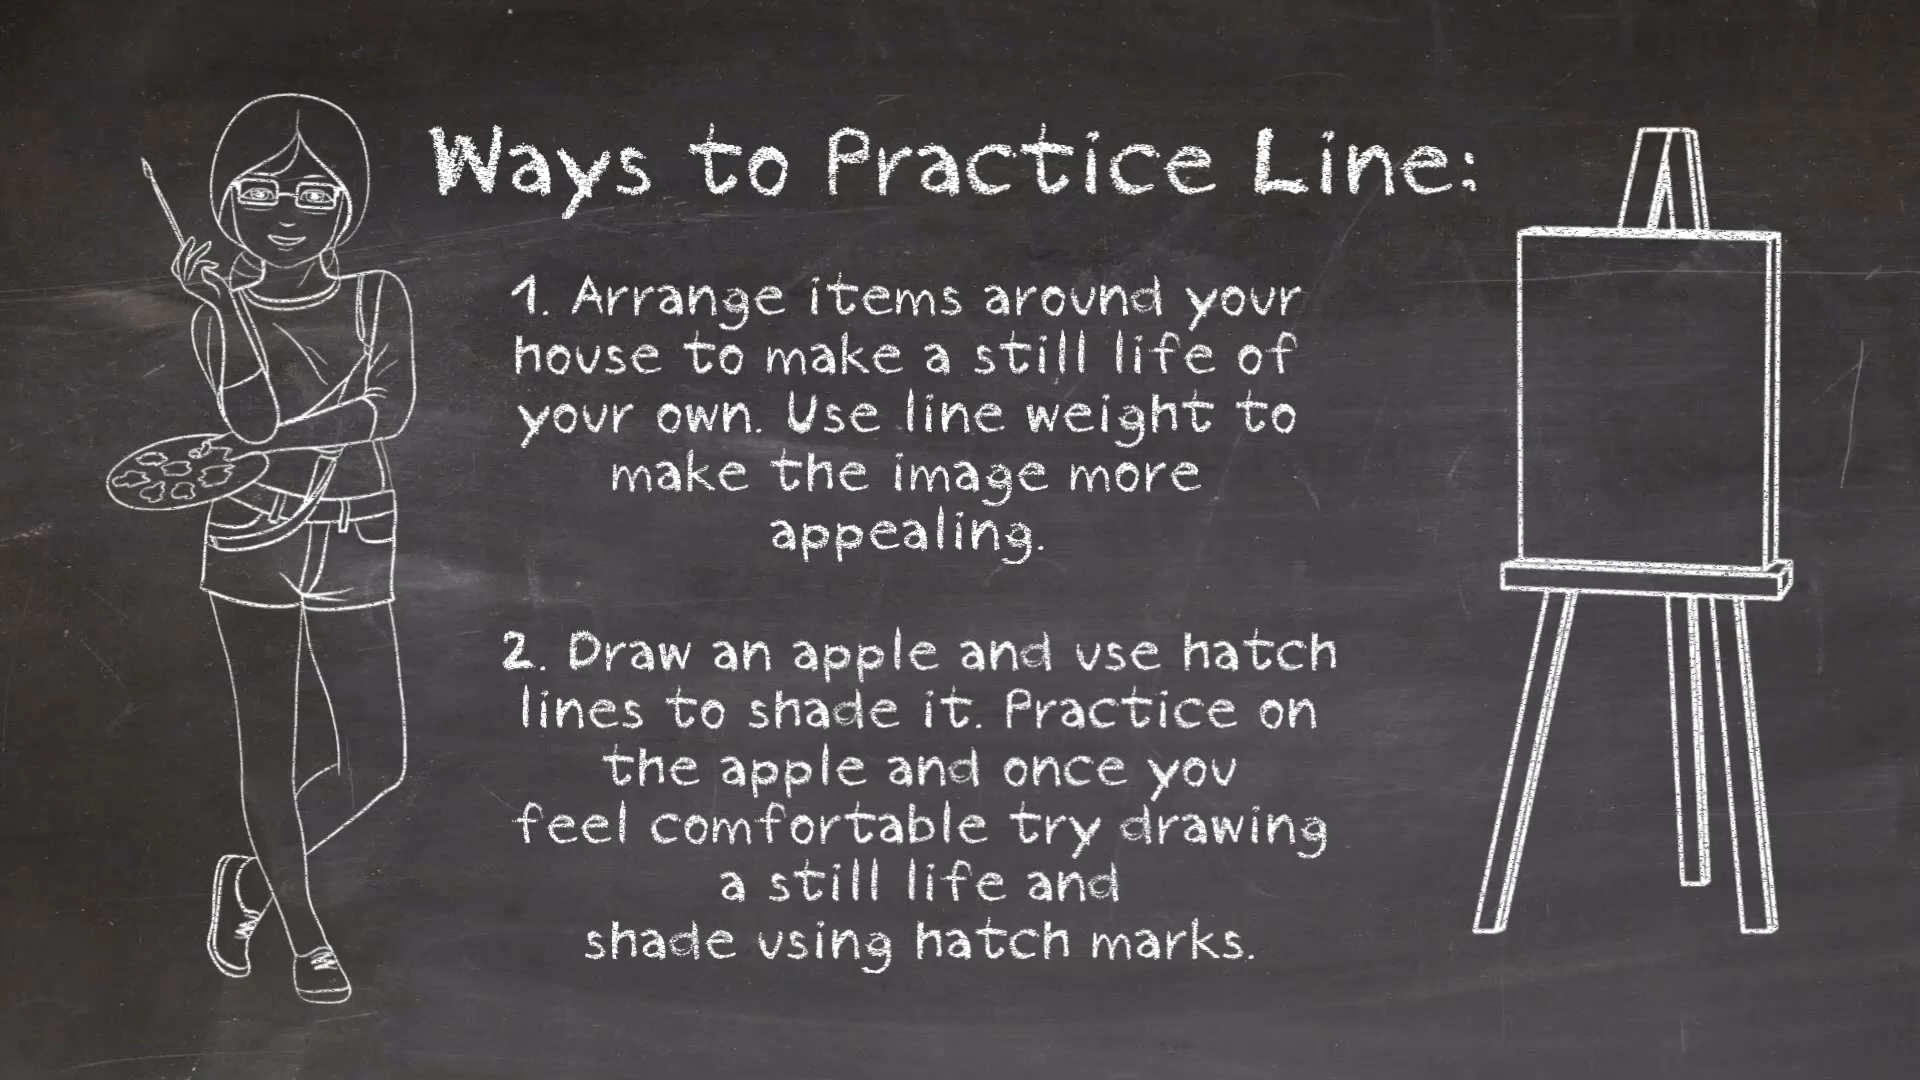 Ways to Practice Line:
1. Arrange items around your
house to make a still life of
your own. Use line weight to
make the image more
appealing.
2. Draw an apple and use hatch
lines to shade it. Practice on
the apple and once you
feel comfortable try drawing
a still life and
shade using hatch marks.